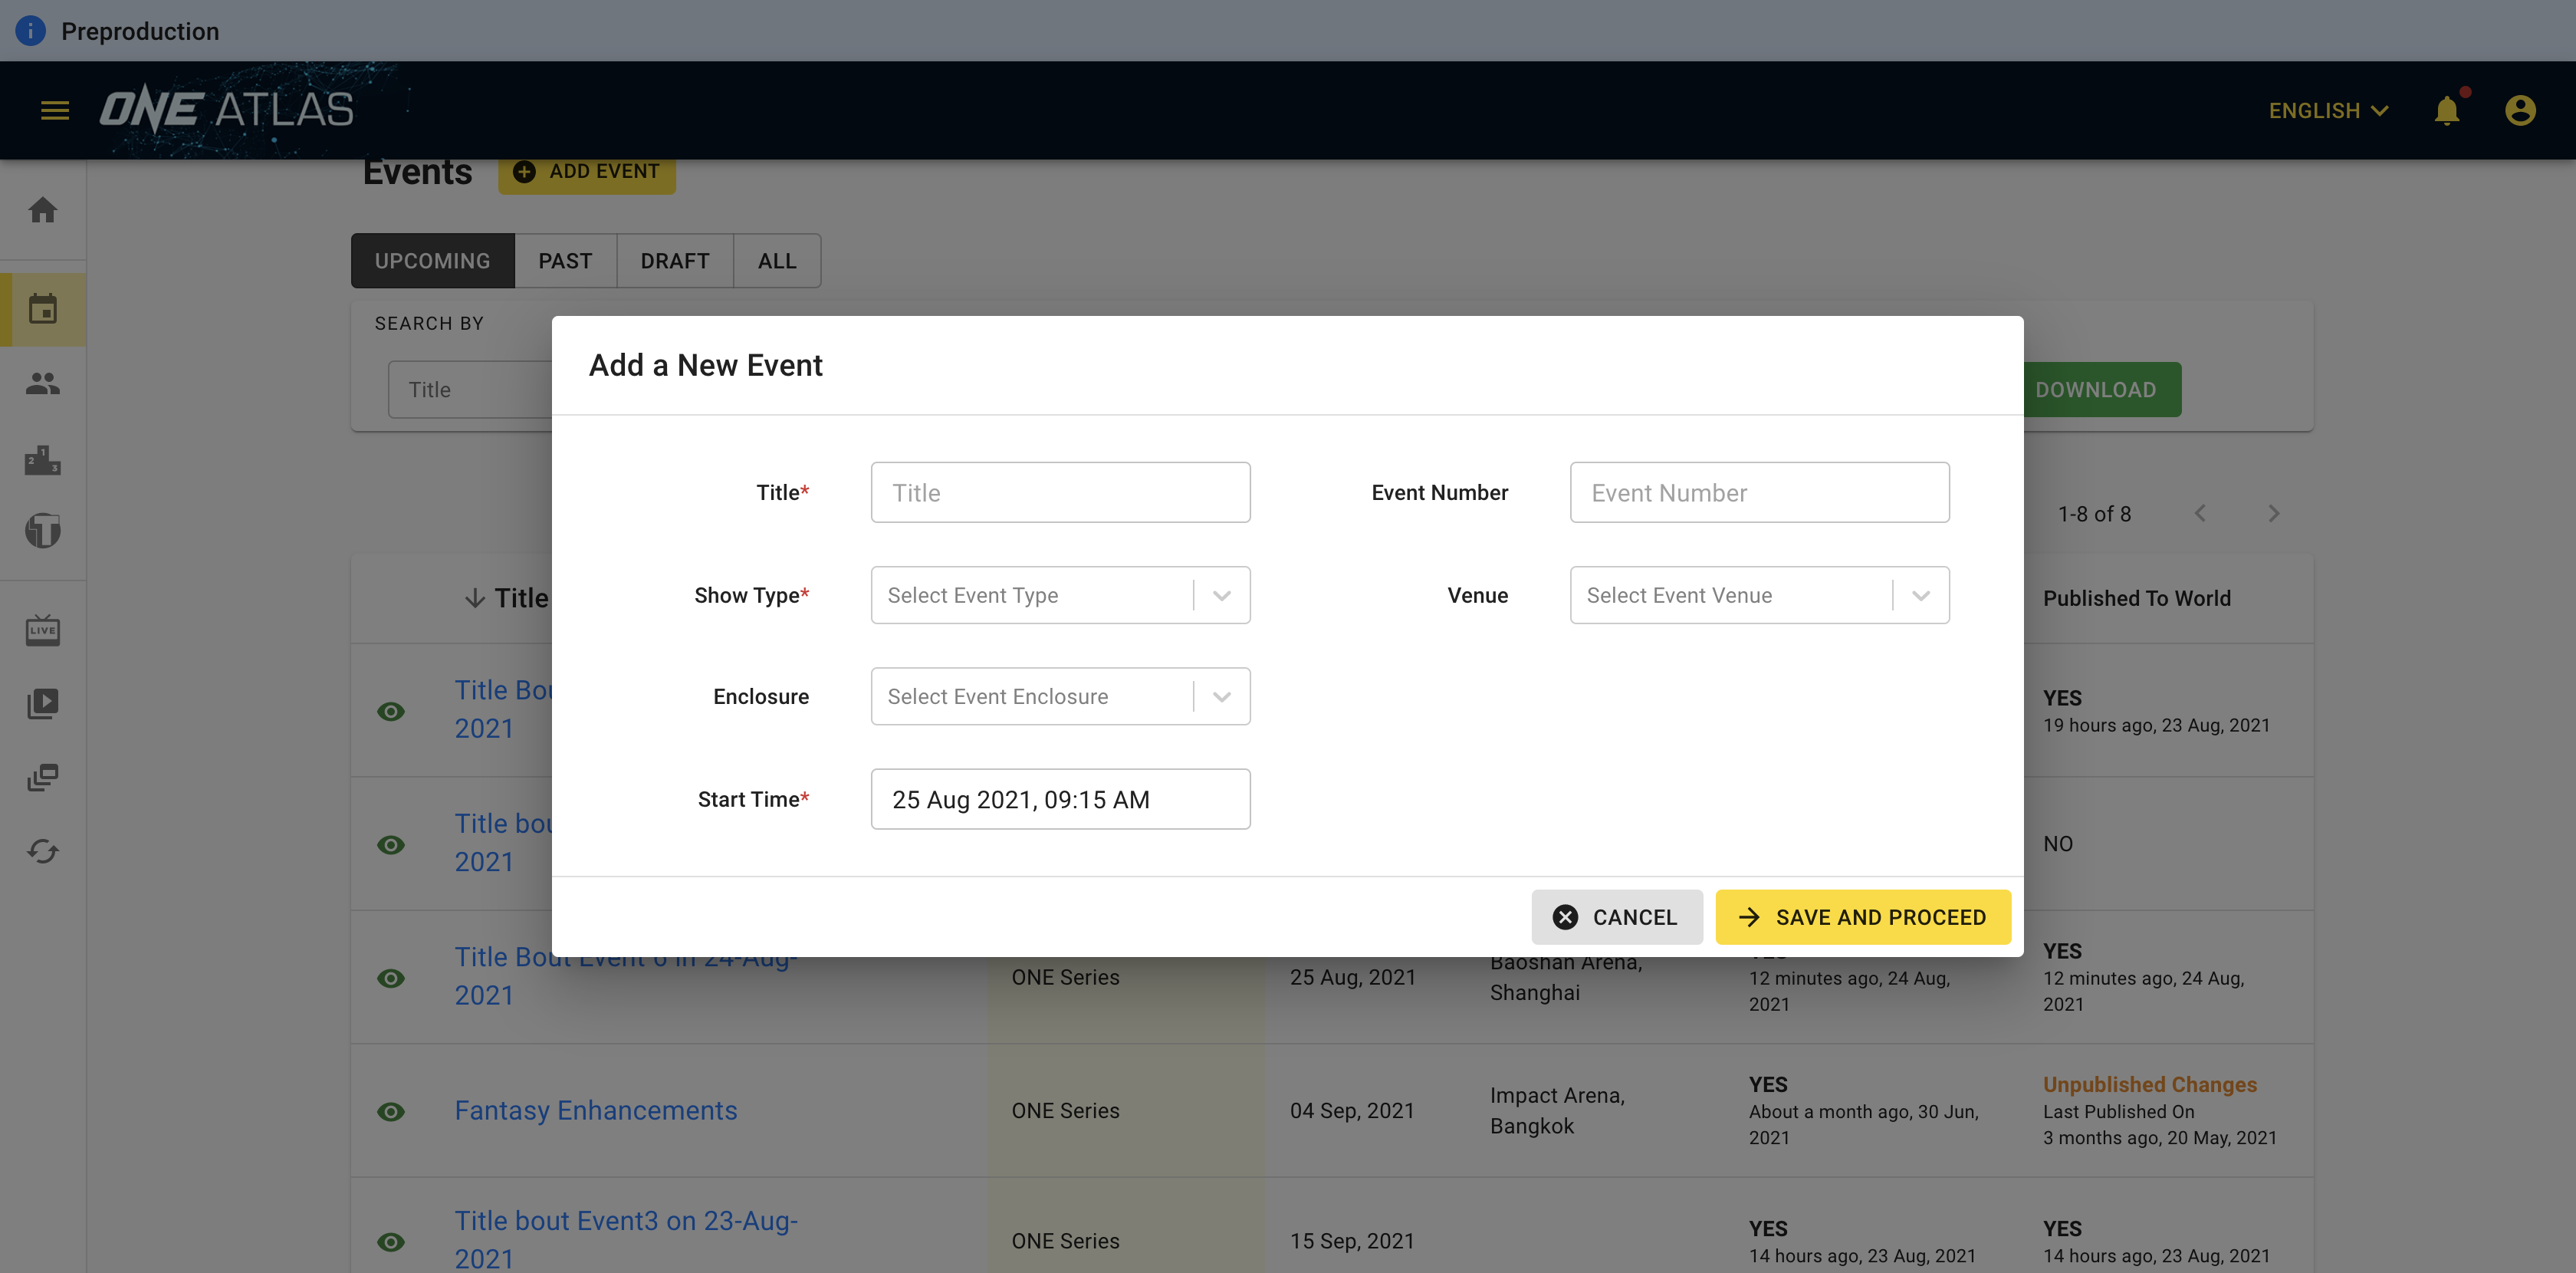 Preproduction
ONE ATLAS
ENGLISH
Events
ADD EVENT
UPCOMING PAST DRAFT ALL
SEARCH BY
Title
DOWNLOAD
Add a New Event
Title* Title
Event Number Event Number
Show Type* Select Event Type
Venue Select Event Venue
Enclosure Select Event Enclosure
Start Time* 25 Aug 2021, 09:15 AM
CANCEL
SAVE AND PROCEED
1-8 of 8
Title
Published To World
Title Bou
2021
YES
19 hours ago, 23 Aug, 2021
Title bou
2021
NO
Title Bout Event 6 in 24-Aug-
2021
ONE Series
25 Aug, 2021
Baoshan Arena,
Shanghai
YES
12 minutes ago, 24 Aug,
2021
YES
12 minutes ago, 24 Aug,
2021
Fantasy Enhancements
ONE Series
04 Sep, 2021
Impact Arena,
Bangkok
YES
About a month ago, 30 Jun,
2021
Unpublished Changes
Last Published On
3 months ago, 20 May, 2021
Title bout Event3 on 23-Aug-
2021
ONE Series
15 Sep, 2021
YES
14 hours ago, 23 Aug, 2021
YES
14 hours ago, 23 Aug, 2021
2 1 3
LIVE